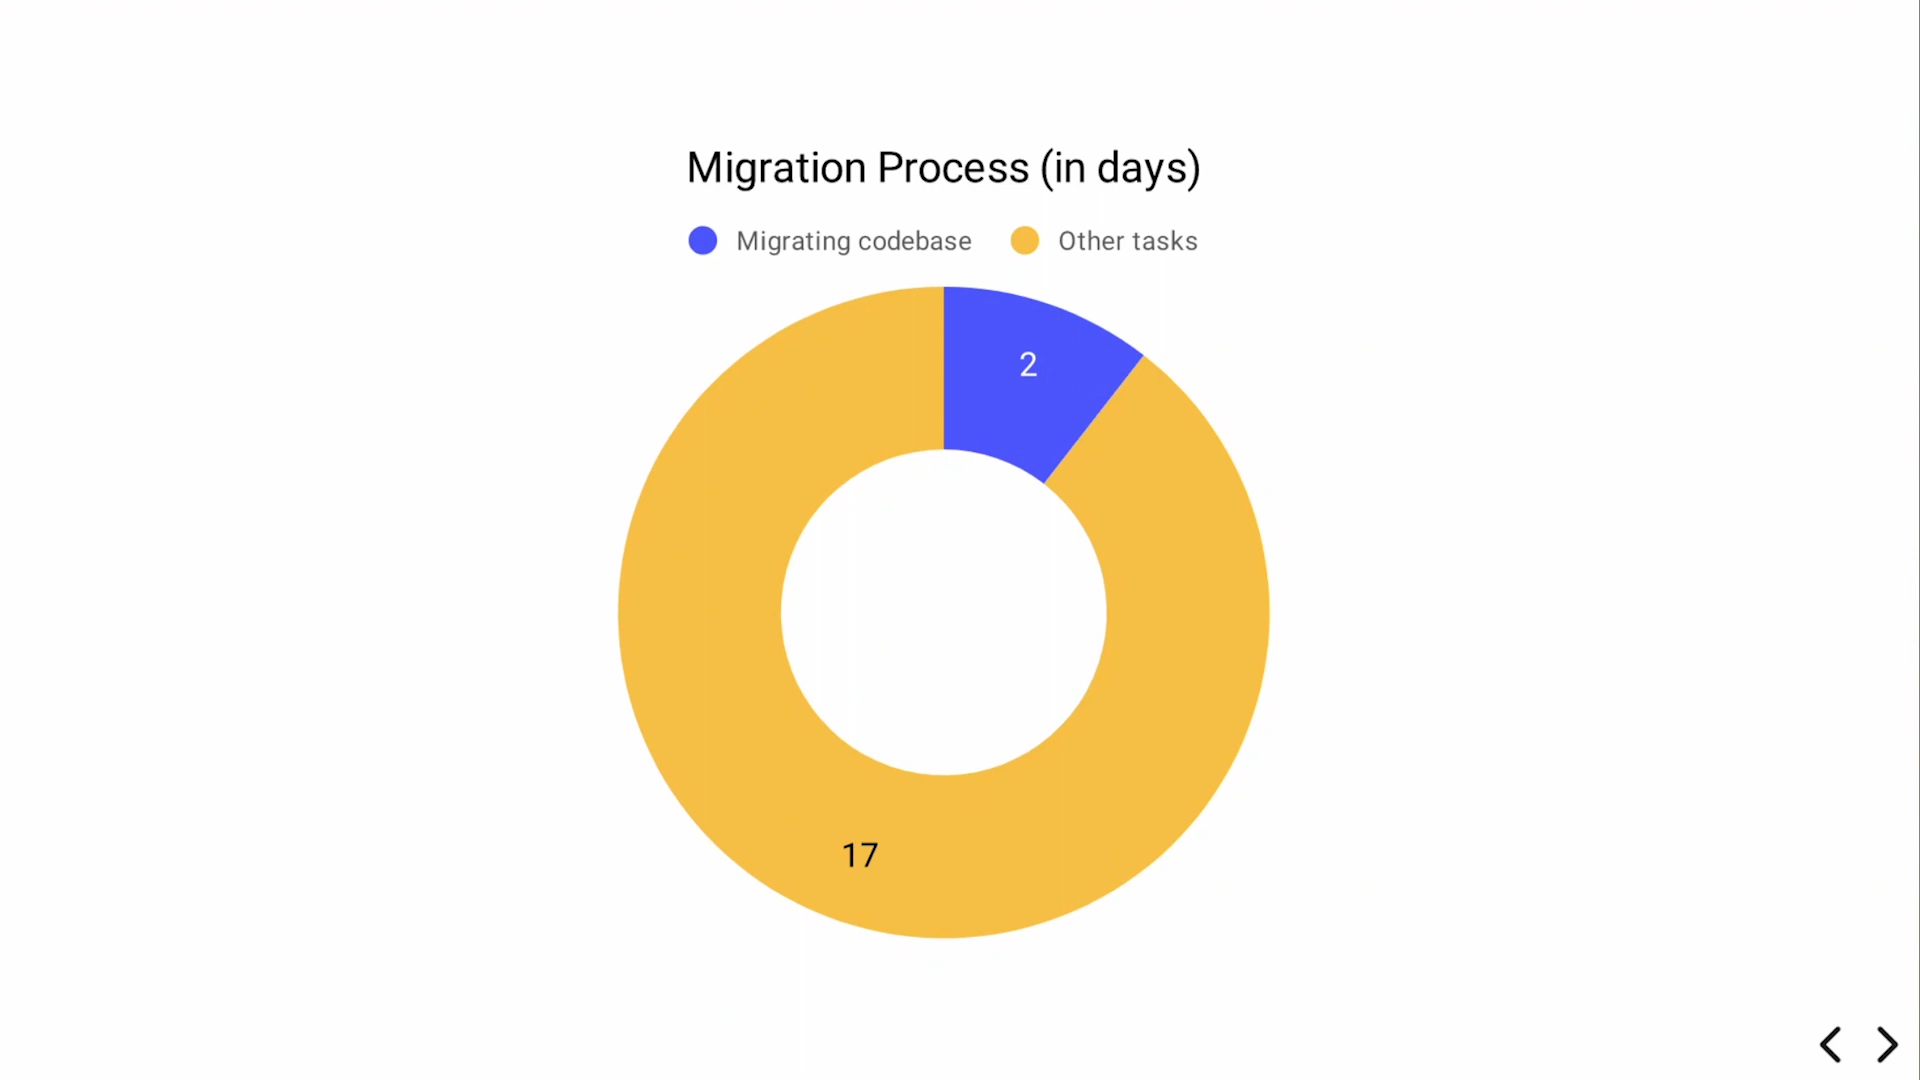 Migration Process (in days)
Migrating codebase Other tasks
2
17